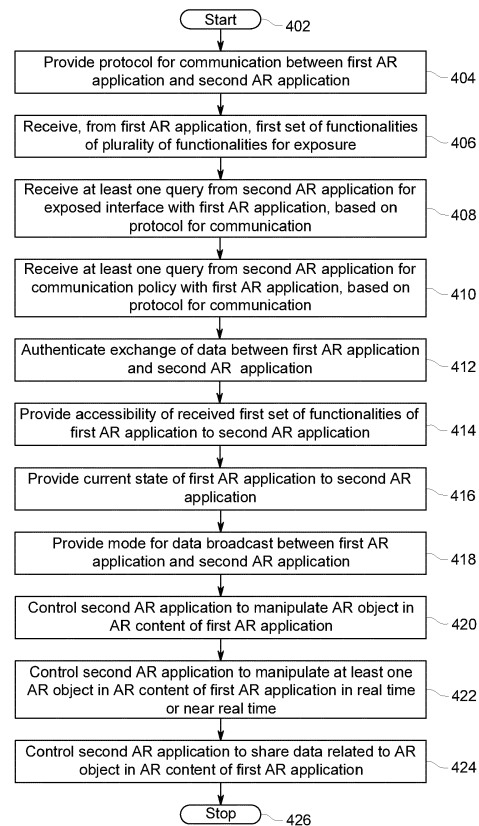 Start
402
Provide protocol for communication between first AR
application and second AR application
404
Receive, from first AR application, first set of functionalities
of plurality of functionalities for exposure
406
Receive at least one query from second AR application for
exposed interface with first AR application, based on
protocol for communication
408
Receive at least one query from second AR application for
communication policy with first AR application, based on
protocol for communication
410
Authenticate exchange of data between first AR application
and second AR application
412
Provide accessibility of received first set of functionalities of
first AR application to second AR application
414
Provide current state of first AR application to second AR
application
416
Provide mode for data broadcast between first AR
application and second AR application
418
Control second AR application to manipulate AR object in
AR content of first AR application
420
Control second AR application to manipulate at least one
AR object in AR content of first AR application in real time
or near real time
422
Control second AR application to share data related to AR
object in AR content of first AR application
424
Stop
426